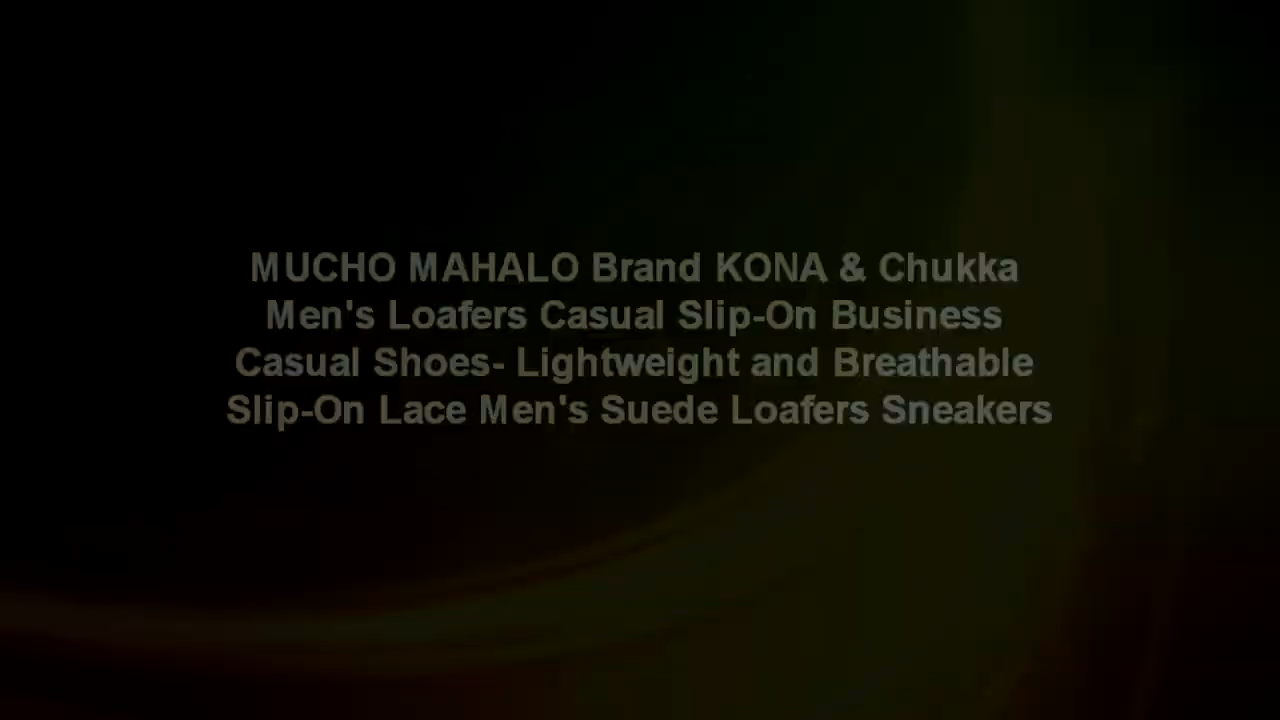 MUCHO MAHALO Brand KONA & Chukka
Men's Loafers Casual Slip-On Business
Casual Shoes- Lightweight and Breathable
Slip-On Lace Men's Suede Loafers Sneakers